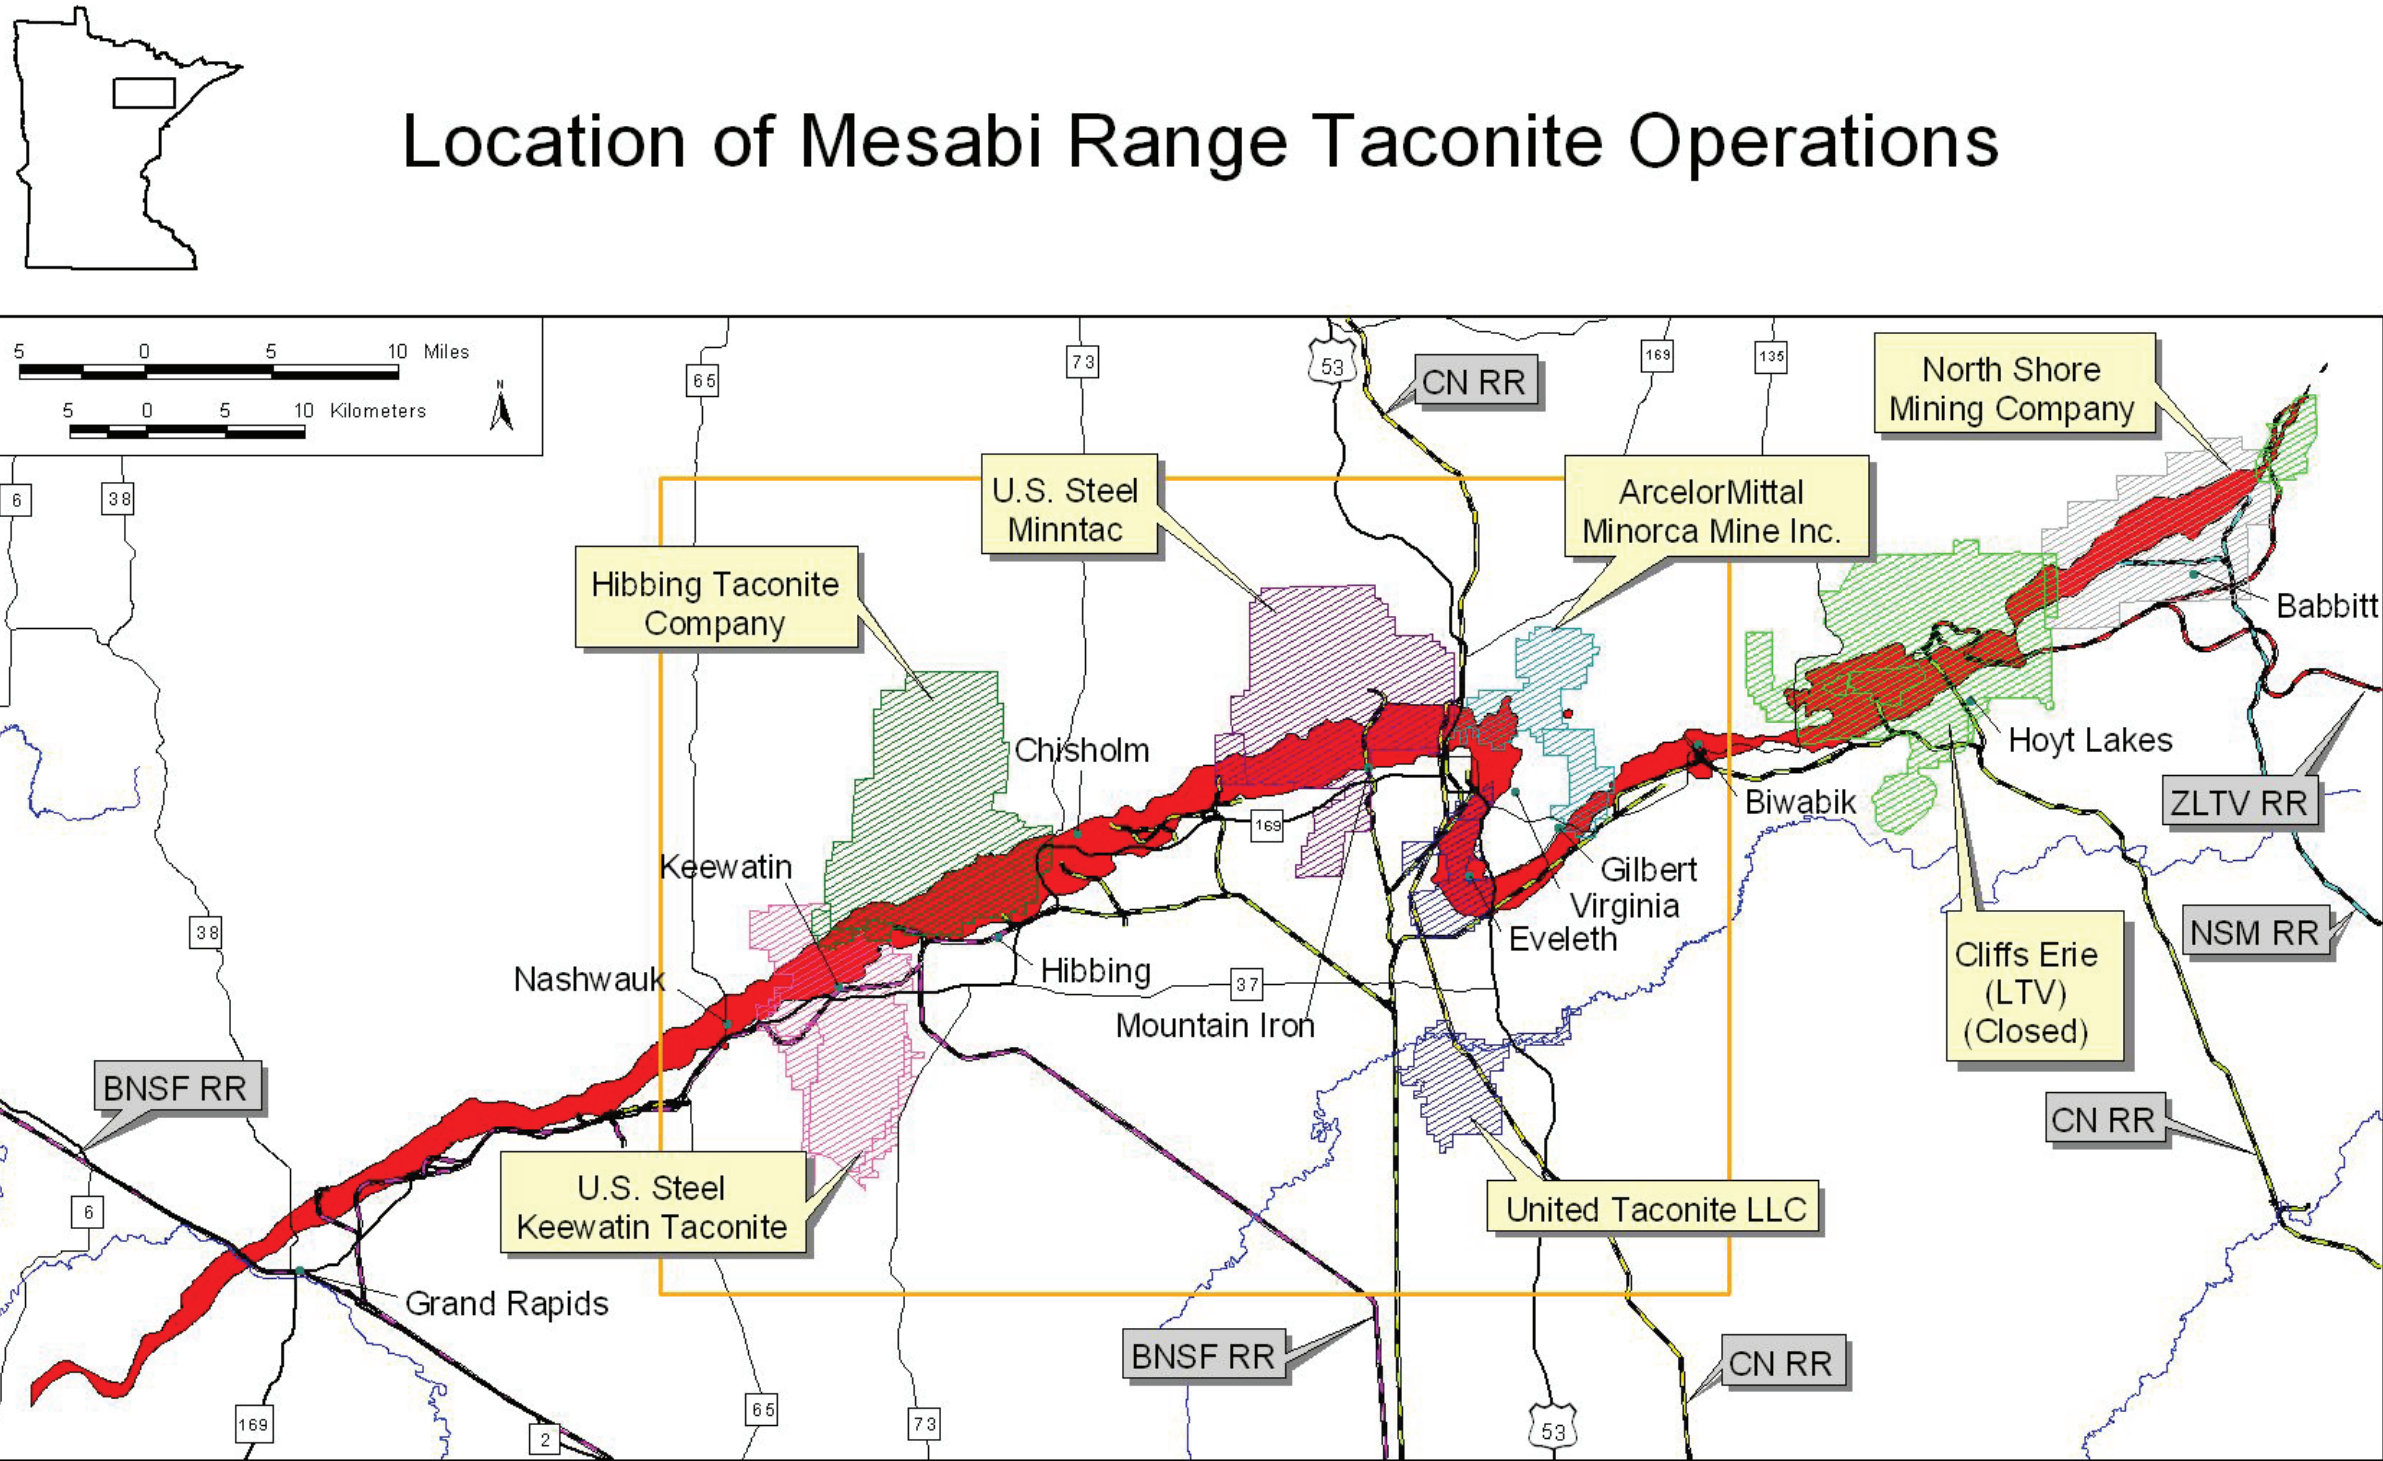 Location of Mesabi Range Taconite Operations
5 0 5 10 Miles
5 0 5 10 Kilometers
N
65
73
53
CN RR
169
135
North Shore
Mining Company
6
38
U.S. Steel
Minntac
ArcelorMittal
Minorca Mine Inc.
Hibbing Taconite
Company
Babbitt
Chisholm
Hoyt Lakes
ZLTV RR
Biwabik
169
Keewatin
Gilbert
Virginia
Eveleth
38
NSM RR
Cliffs Erie
(LTV)
(Closed)
Nashwauk
Hibbing
37
Mountain Iron
BNSF RR
CN RR
6
U.S. Steel
Keewatin Taconite
United Taconite LLC
Grand Rapids
BNSF RR
CN RR
169
2
65
73
53